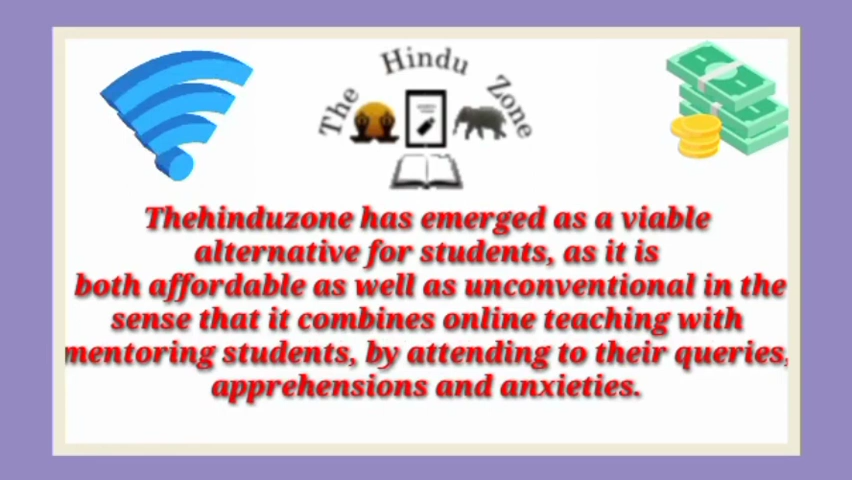 The Hindu Zone
Thehinduzone has emerged as a viable
alternative for students, as it is
both affordable as well as unconventional in the
sense that it combines online teaching with
mentoring students, by attending to their queries,
apprehensions and anxieties.